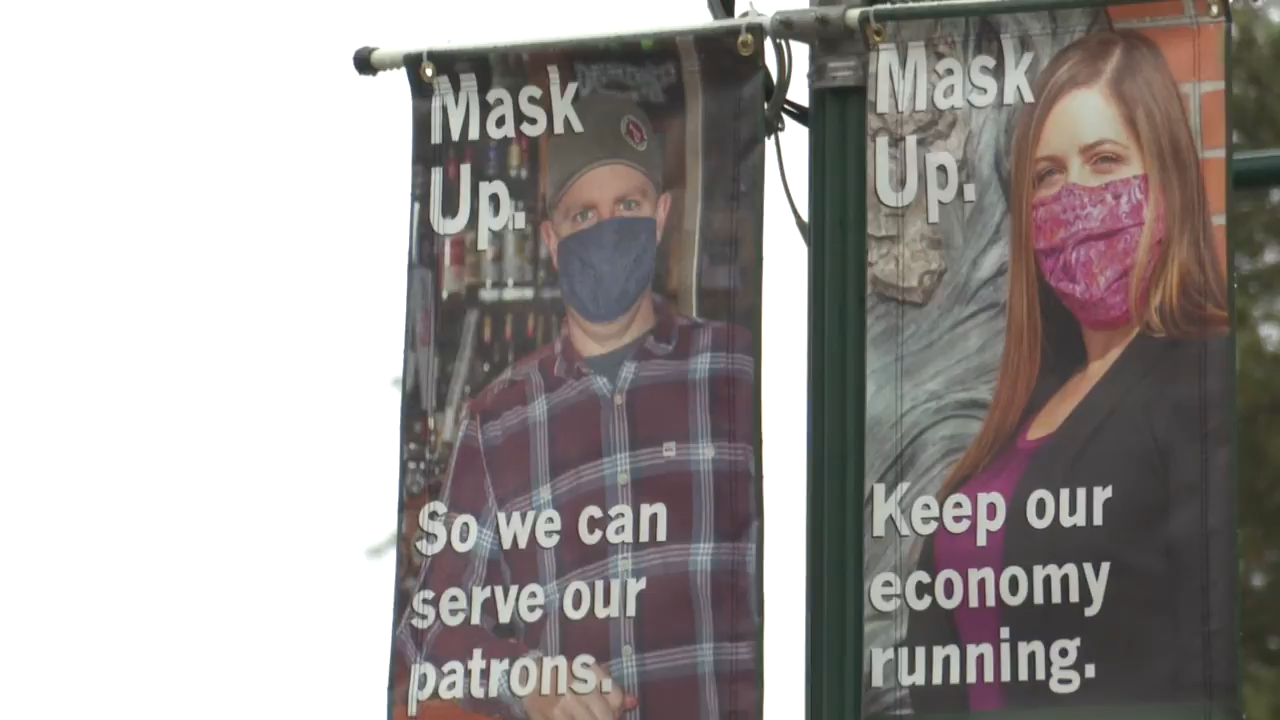 Mask
Up.
So we can
serve our
patrons.
Mask
Up.
Keep our
economy
running.